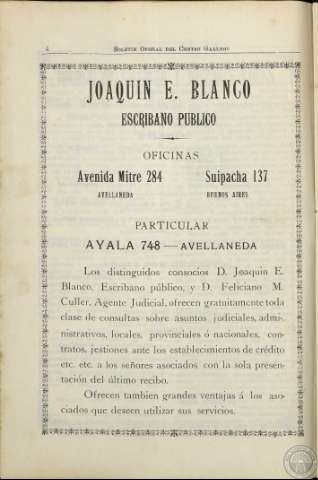 4 Boletin Oficial del Centro Gallego
JOAQUIN E. BLANCO
ESCRIBANO PUBLICO
OFICINAS
Avenida Mitre 284 Suipacha 137
AVELLANEDA BUENOS AIRES
PARTICULAR
AYALA 748 — AVELLANEDA
Los distinguidos consocios D. Joaquin E.
Blanco, Escribano público, y D. Feliciano M.
Culler, Agente Judicial, ofrecen gratuitamente toda
clase de consultas sobre asuntos judiciales, admi-
nistrativos, locales, provinciales ó nacionales, con-
tratos, jestiones ante los establecimientos de crédito
etc. etc. a los señores asociados con la sola presen-
tación del último recibo.
Ofrecen tambien grandes ventajas á los aso-
ciados que deseen utilizar sus servicios.